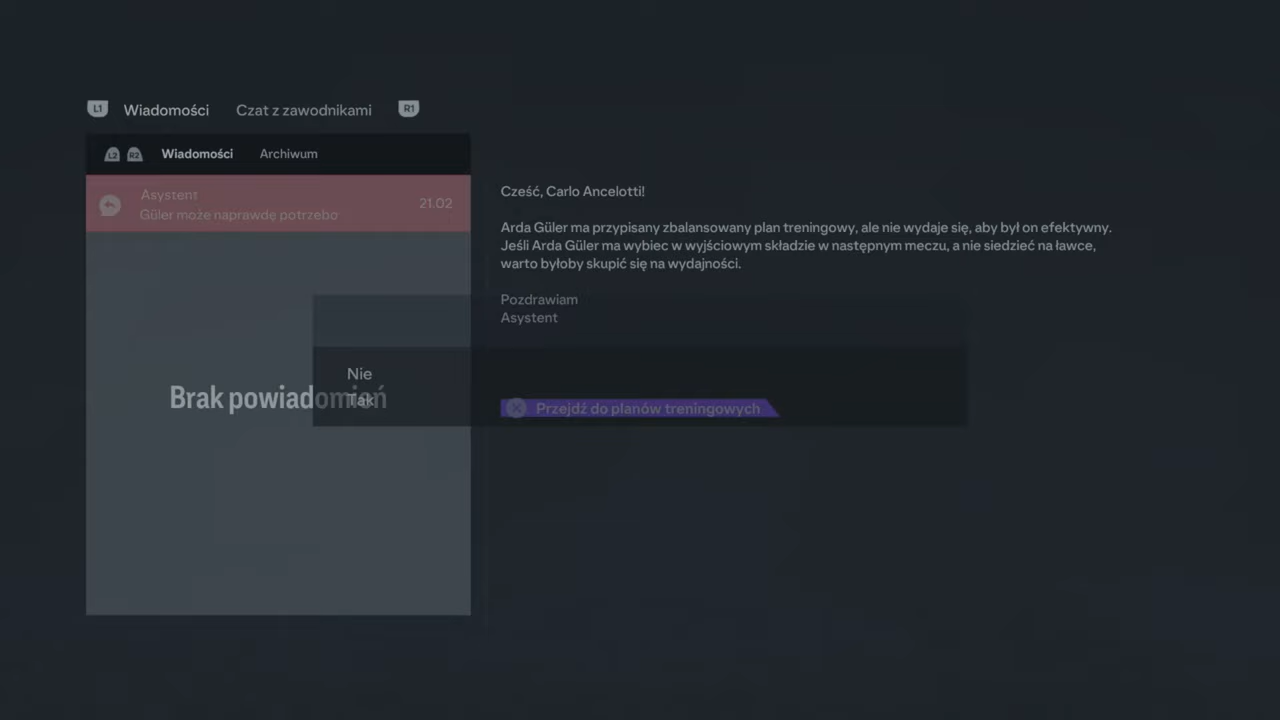 L1 Wiadomości Czat z zawodnikami R1
L2 R2 Wiadomości Archiwum
Asystent
Güler może naprawdę potrzebo
21.02
Brak powiadomień
Cześć, Carlo Ancelotti!
Arda Güler ma przypisany zbalansowany plan treningowy, ale nie wydaje się, aby był on efektywny.
Jeśli Arda Güler ma wybiec w wyjściowym składzie w następnym meczu, a nie siedzieć na ławce,
warto byłoby skupić się na wydajności.
Pozdrawiam
Asystent
Nie
Tak
Przejdź do planów treningowych